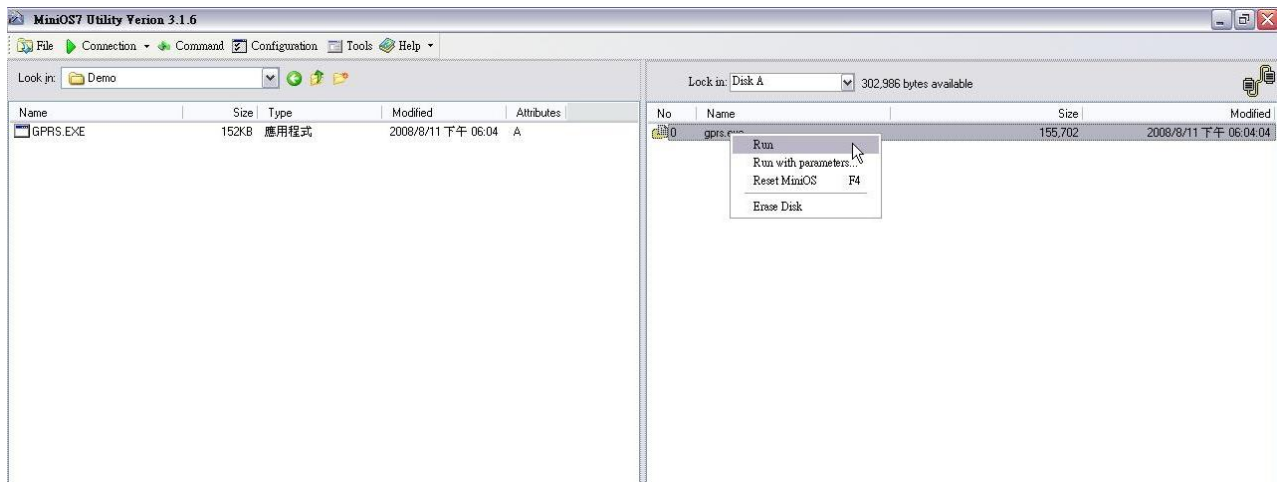 MiniOS7 Utility Verion 3.1.6
File Connection Command Configuration Tools Help
Look in: Demo
Name Size Type Modified Attributes
GPRS.EXE 152KB 應用程式 2008/8/11 下午 06:04 A
Lock in: Disk A 302,986 bytes available
No Name Size Modified
0 gprs.exe 155,702 2008/8/11 下午 06:04:04
Run
Run with parameters...
Reset MiniOS F4
Erase Disk